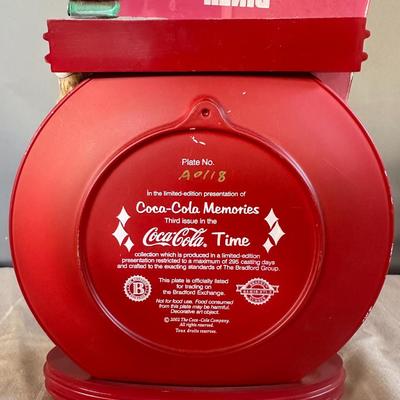 Plate No.
A0118
In the limited-edition presentation of
Coca-Cola Memories
Third issue in the
Coca-Cola Time
collection which is produced in a limited-edition
presentation restricted to a maximum of 295 casting days
and crafted to the exacting standards of The Bradford Group.
This plate is officially listed
for trading on
the Bradford Exchange.
B
Not for food use. Food consumed
from this plate may be harmful.
Decorative art object.
© 2002 The Coca-Cola Company.
All rights reserved.
Tous droits reserves.